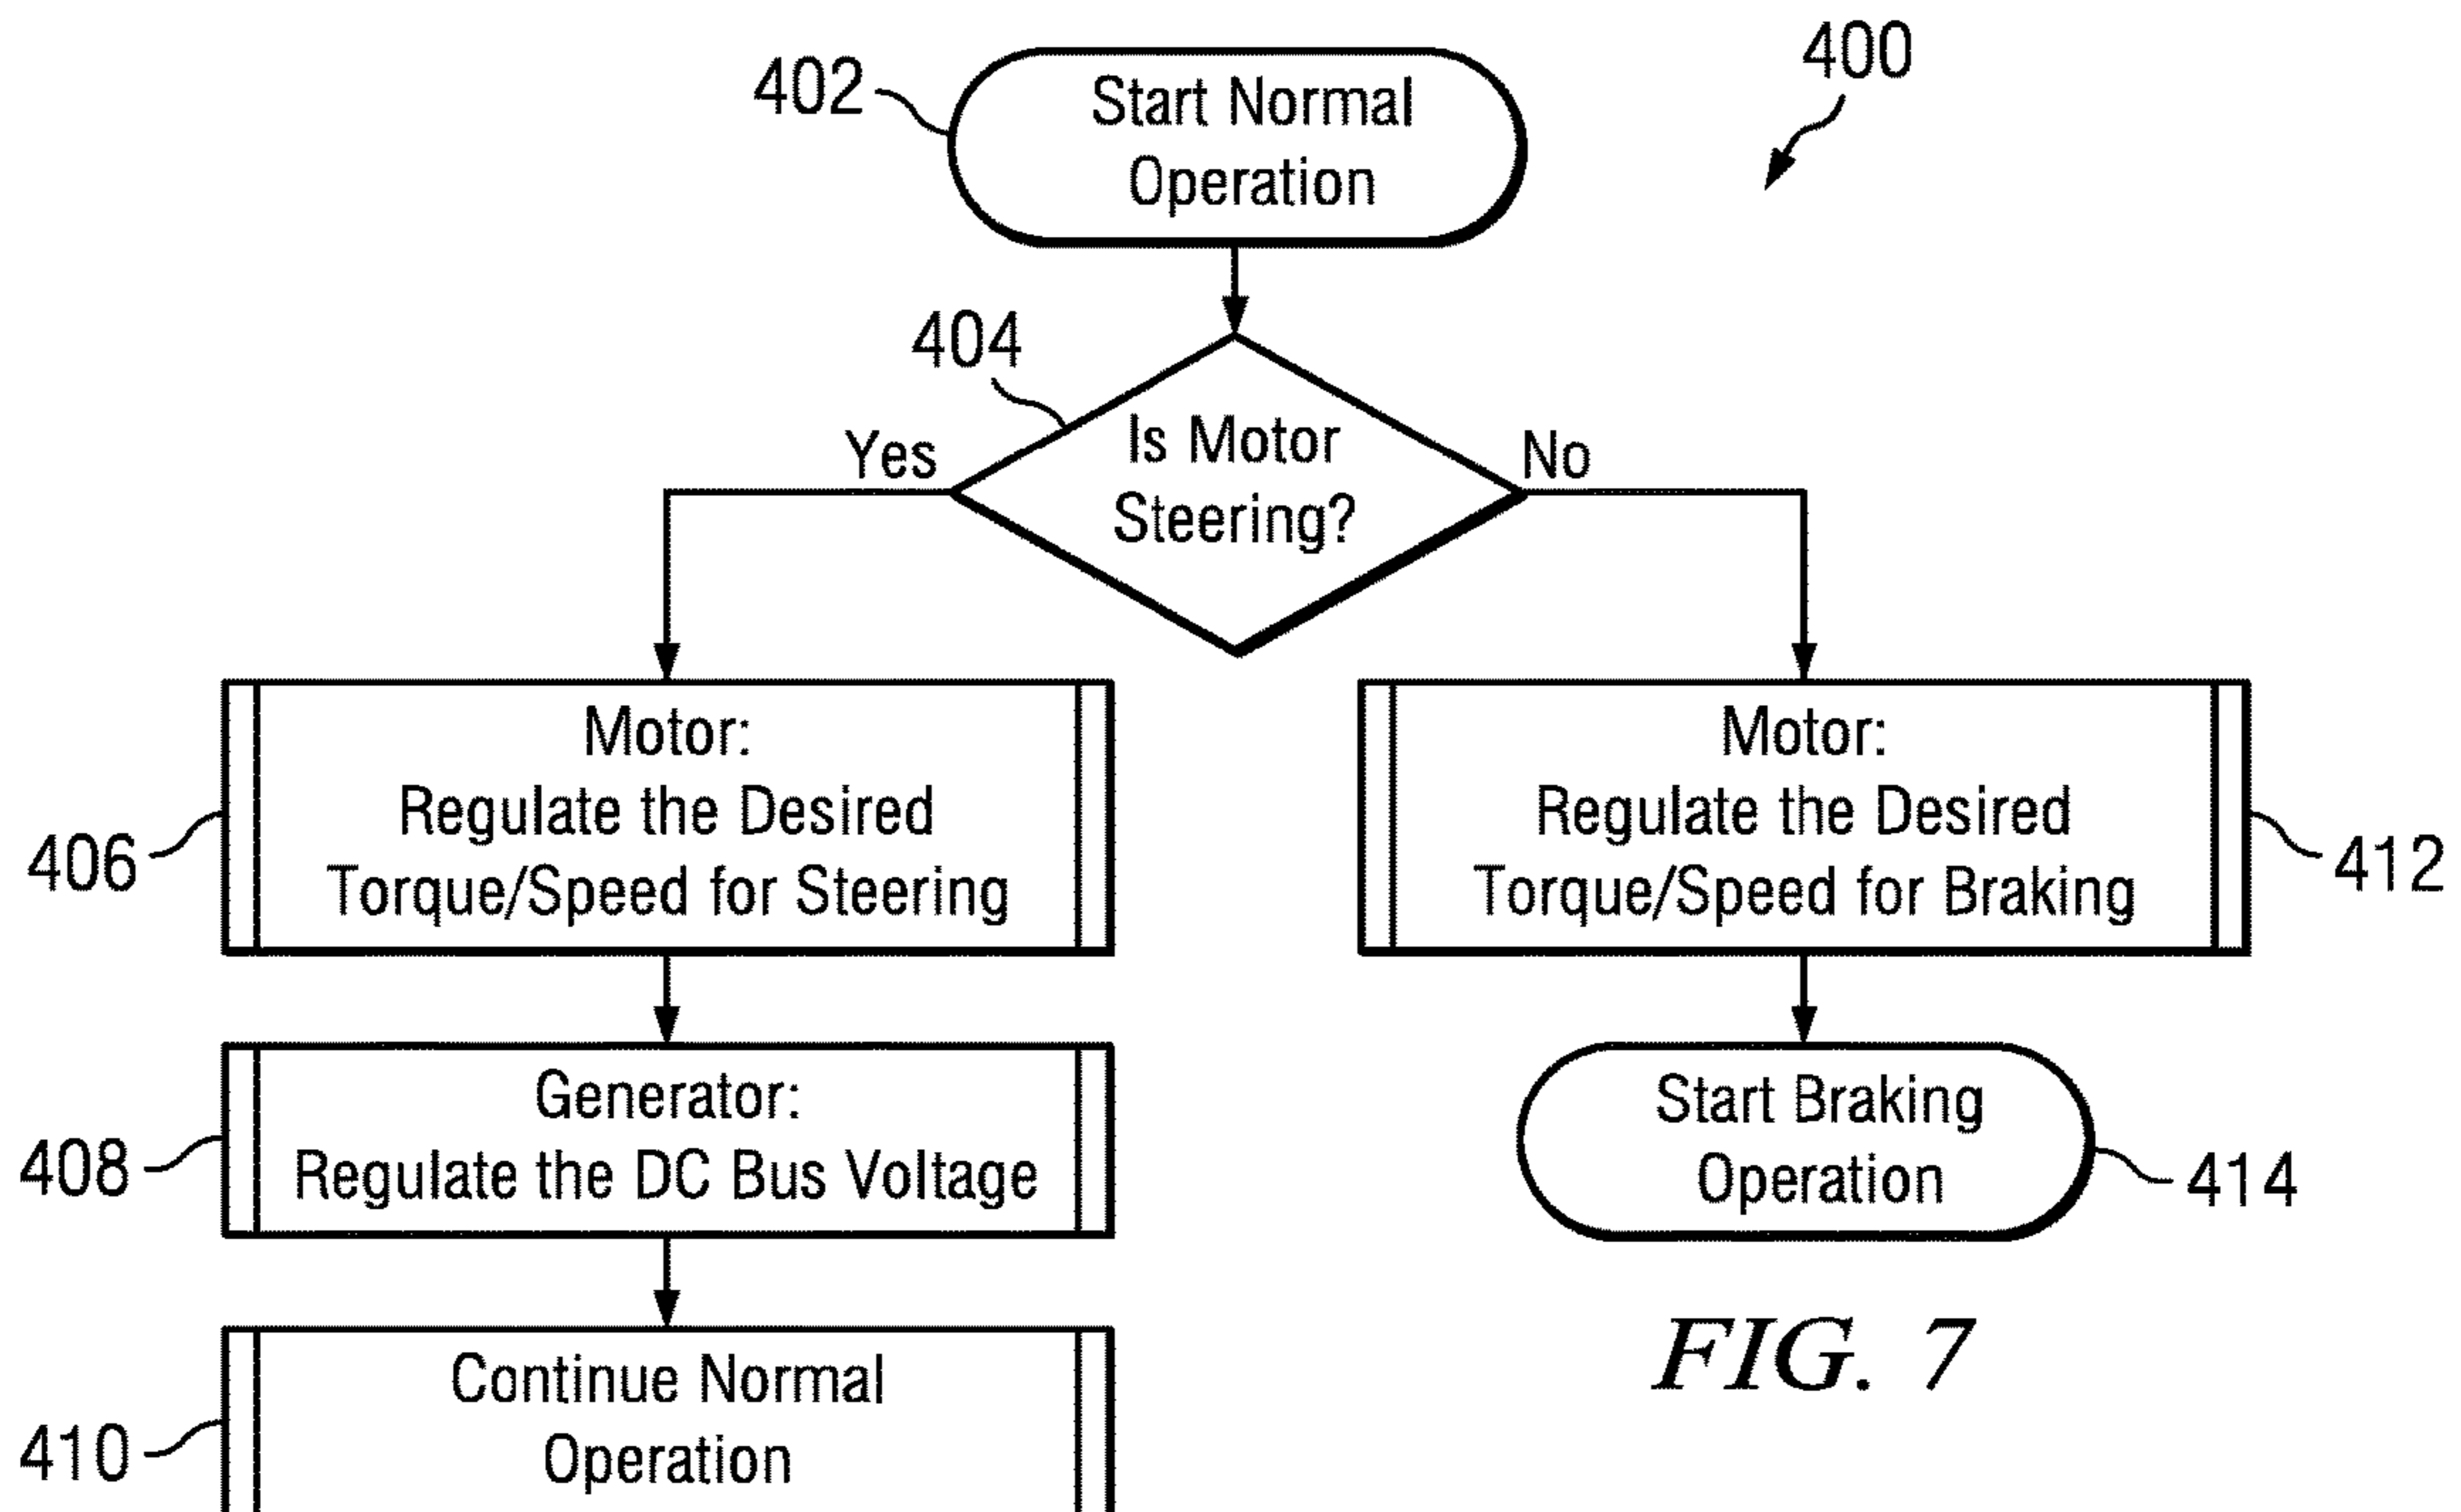 400
402
Start Normal
Operation
404
Is Motor
Steering?
Yes
No
406
Motor:
Regulate the Desired
Torque/Speed for Steering
412
Motor:
Regulate the Desired
Torque/Speed for Braking
408
Generator:
Regulate the DC Bus Voltage
414
Start Braking
Operation
410
Continue Normal
Operation
FIG. 7